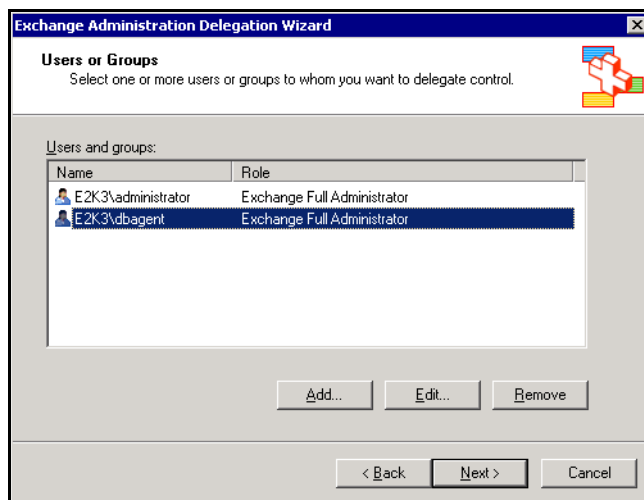 Exchange Administration Delegation Wizard
Users or Groups
Select one or more users or groups to whom you want to delegate control.
Users and groups:
Name Role
E2K3\administrator Exchange Full Administrator
E2K3\dbagent Exchange Full Administrator
Add... Edit... Remove
< Back Next > Cancel